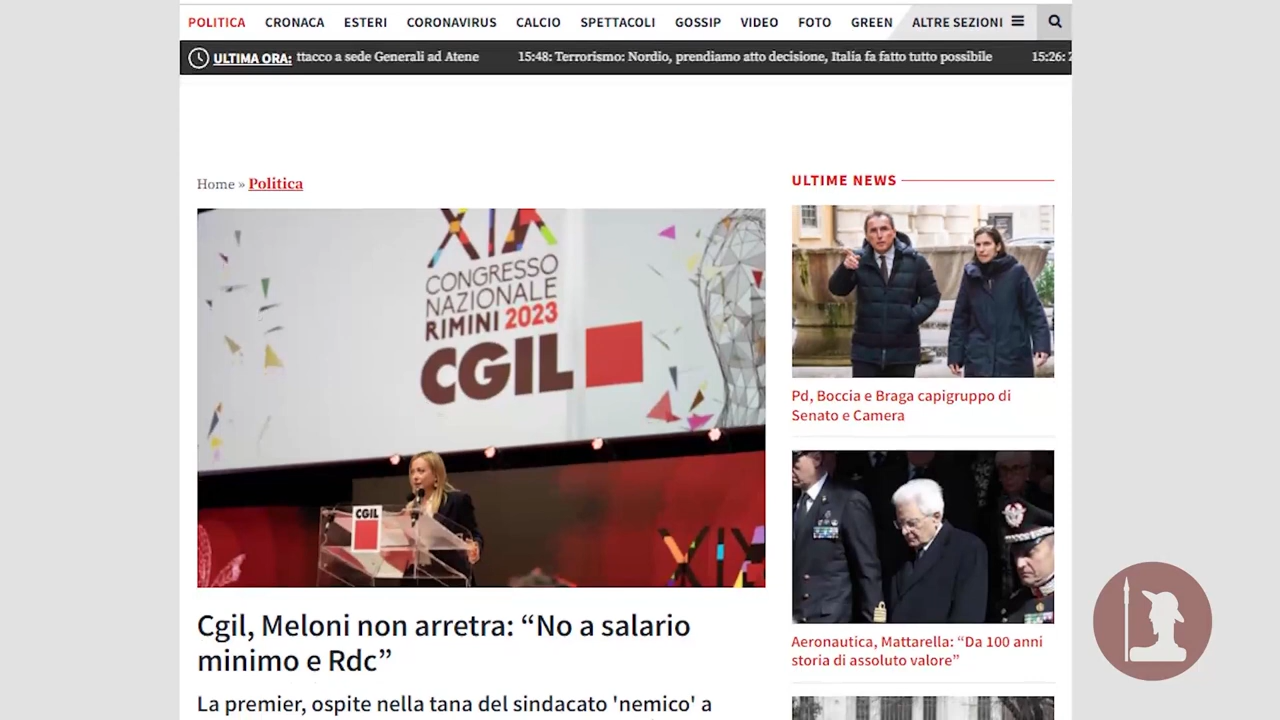 POLITICA CRONACA ESTERI CORONAVIRUS CALCIO SPETTACOLI GOSSIP VIDEO FOTO GREEN ALTRE SEZIONI
ULTIMA ORA: ttacco a sede Generali ad Atene 15:48: Terrorismo: Nordio, prendiamo atto decisione, Italia fa fatto tutto possibile 15:26:
Home » Politica
XIX
CONGRESSO
NAZIONALE
RIMINI 2023
CGIL
CGIL
XIX
Cgil, Meloni non arretra: “No a salario
minimo e Rdc”
La premier, ospite nella tana del sindacato 'nemico' a
ULTIME NEWS
Pd, Boccia e Braga capigruppo di
Senato e Camera
Aeronautica, Mattarella: “Da 100 anni
storia di assoluto valore”